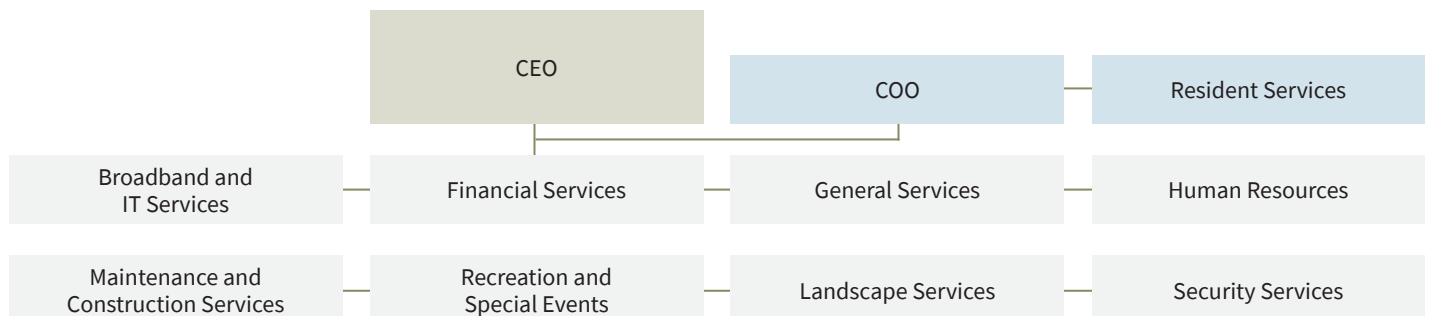 CEO
COO
Resident Services
Broadband and
IT Services
Financial Services
General Services
Human Resources
Maintenance and
Construction Services
Recreation and
Special Events
Landscape Services
Security Services